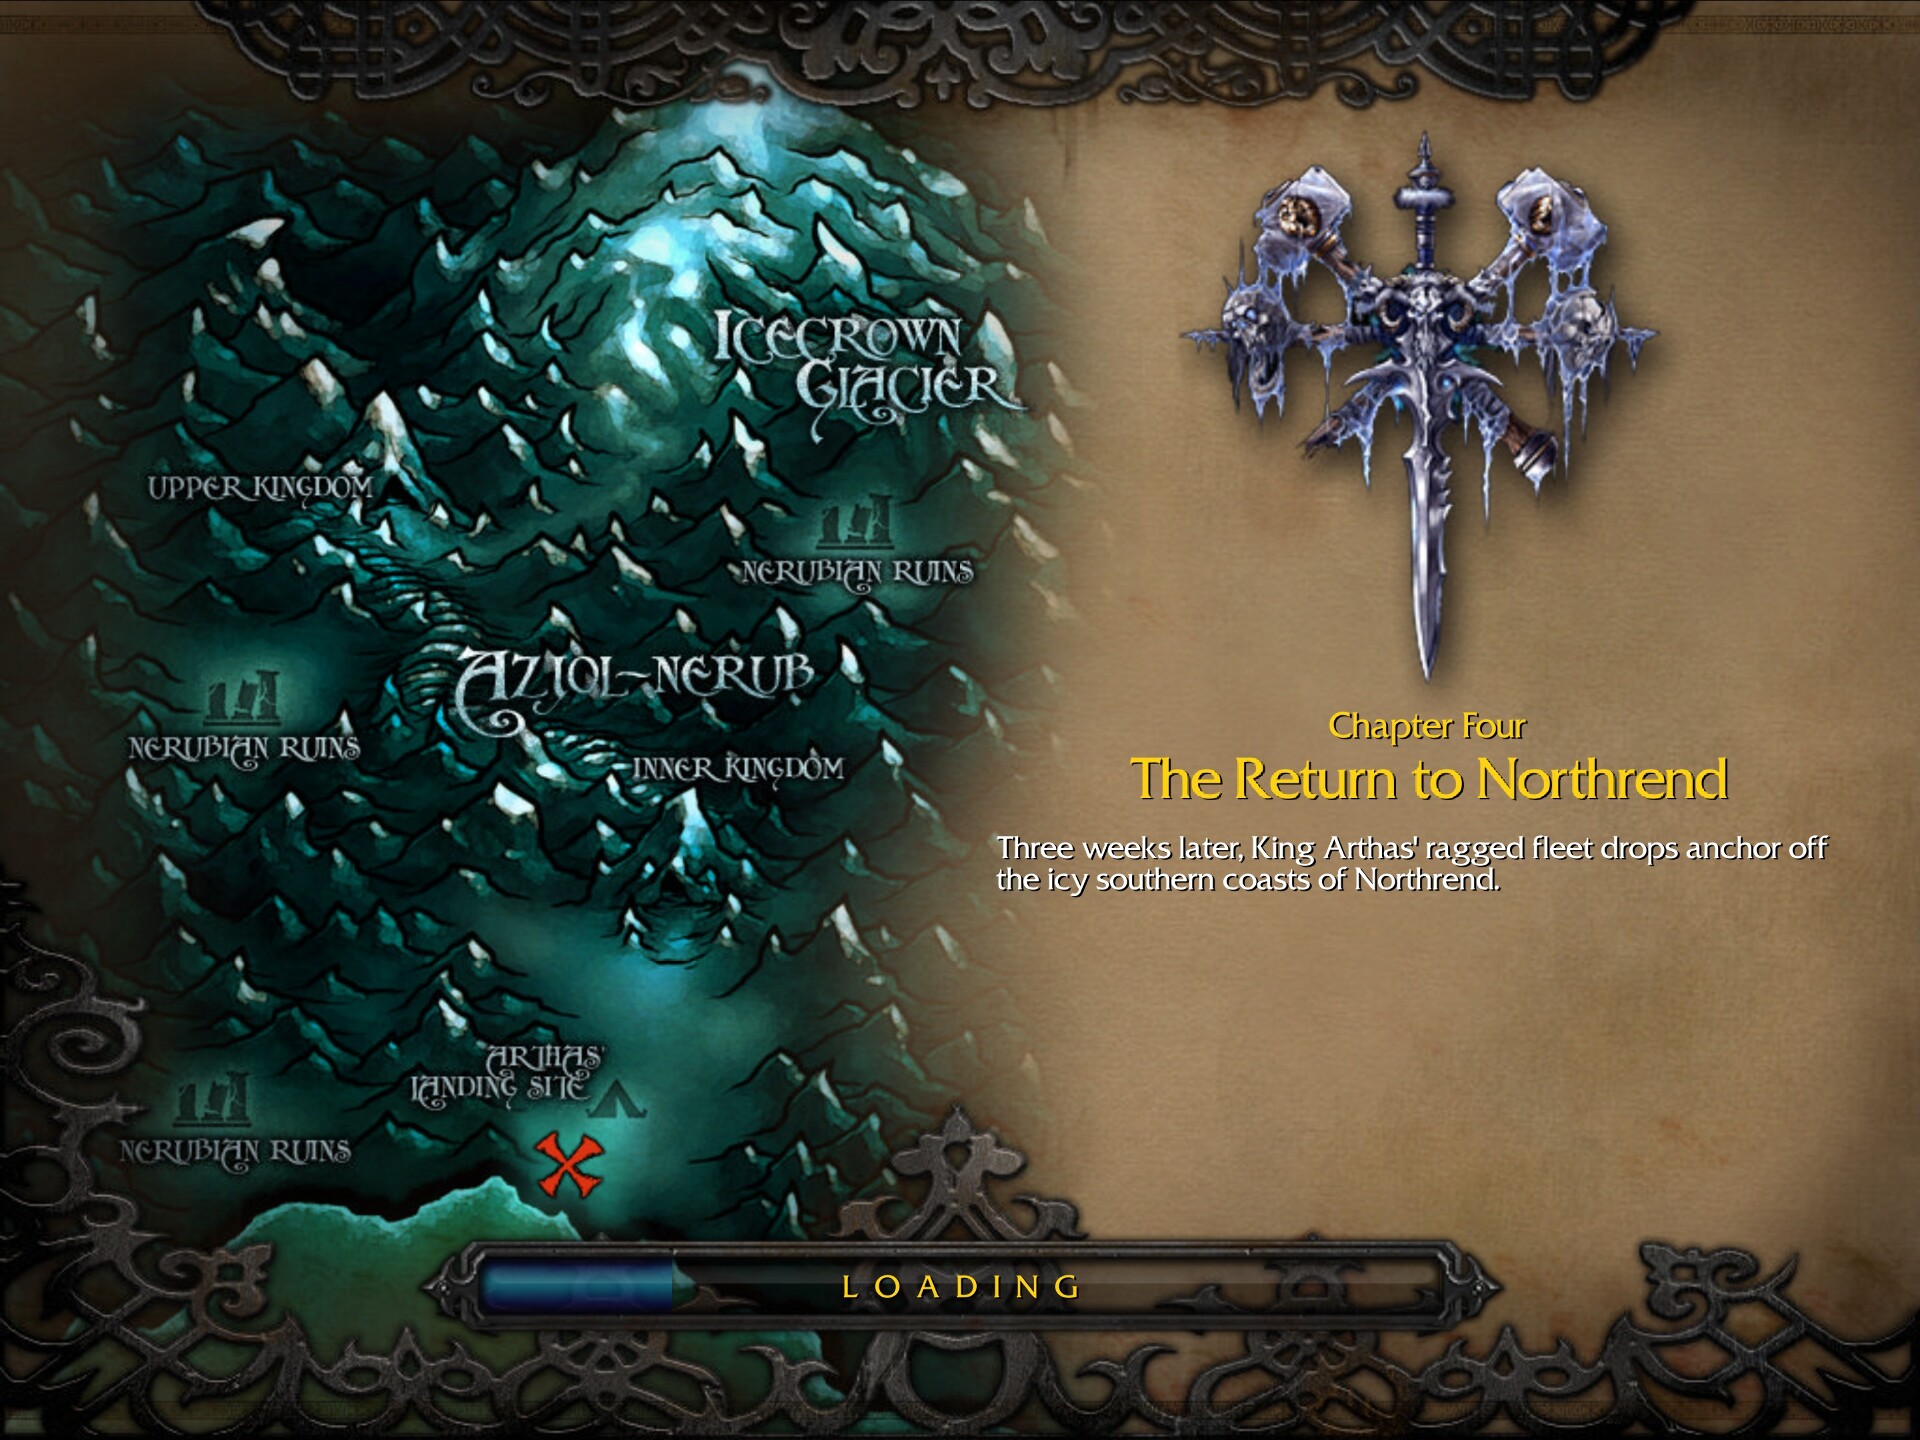 Icecrown
Glacier
Upper Kingdom
Nerubian Ruins
Azjol-Nerub
Nerubian Ruins
Inner Kingdom
Arthas'
Landing Site
Nerubian Ruins
Chapter Four
The Return to Northrend
Three weeks later, King Arthas' ragged fleet drops anchor off
the icy southern coasts of Northrend.
LOADING